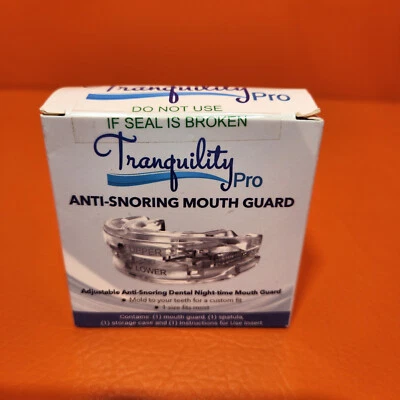 Tranquility Pro
DO NOT USE
IF SEAL IS BROKEN
Tranquility
Pro
ANTI-SNORING MOUTH GUARD
UPPER
LOWER
Adjustable Anti-Snoring Dental Night-time Mouth Guard
• Mold to your teeth for a custom fit
• 1 size fits most
Contains: (1) mouth guard, (1) spatula,
(1) storage case and (1) Instructions for Use insert